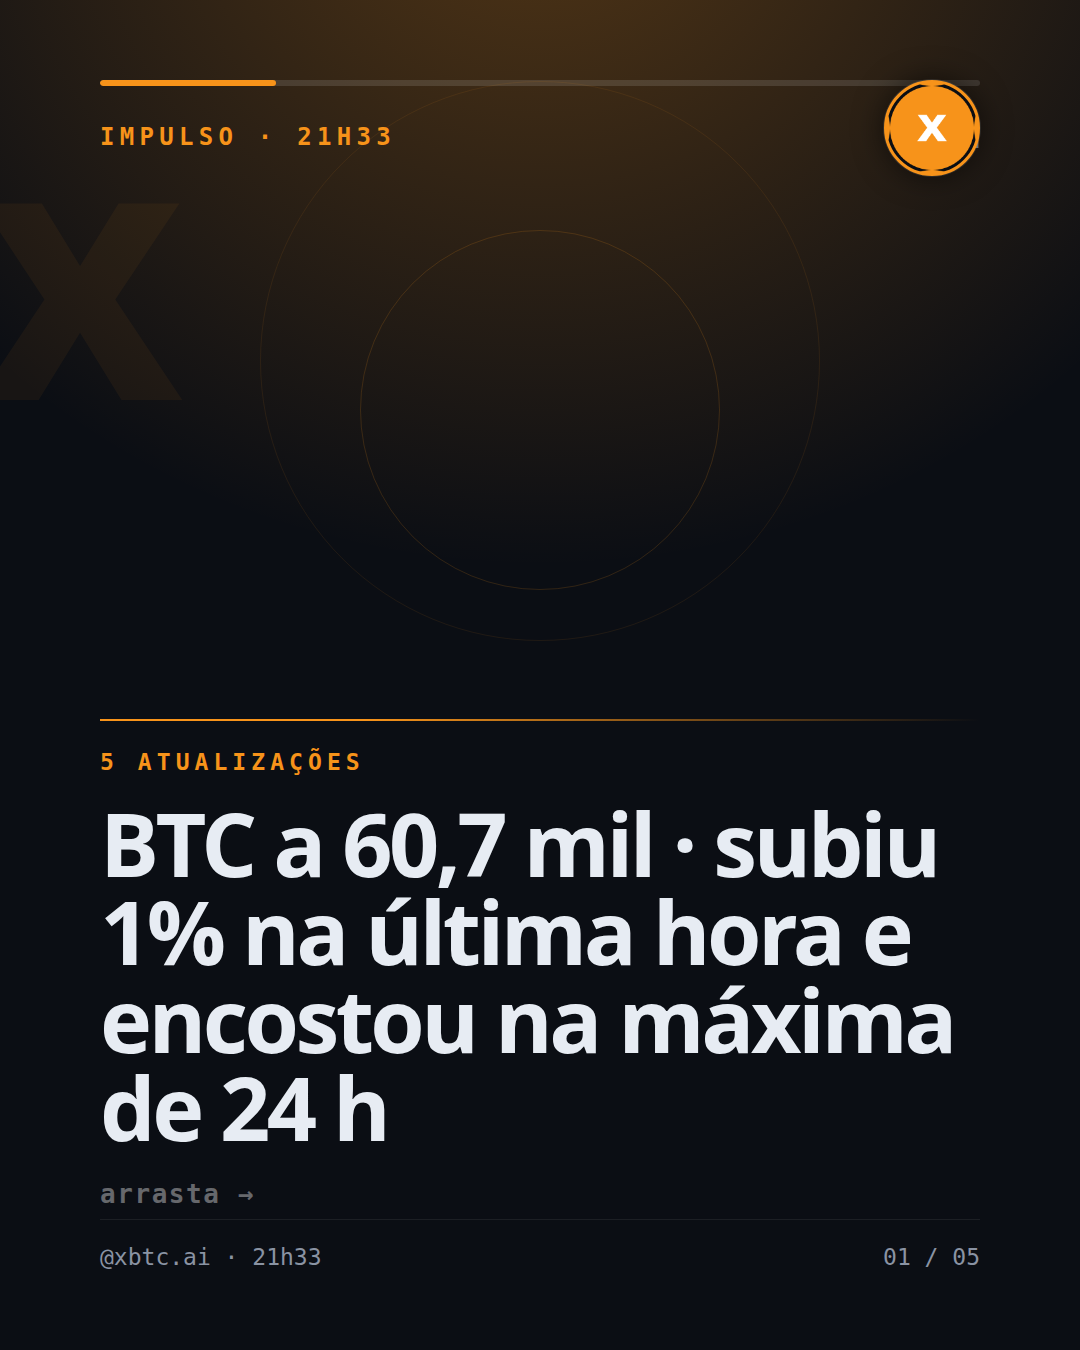 IMPULSO · 21H33
X
X
5 ATUALIZAÇÕES
BTC a 60,7 mil · subiu
1% na última hora e
encostou na máxima
de 24 h
arrasta →
@xbtc.ai · 21h33
01 / 05